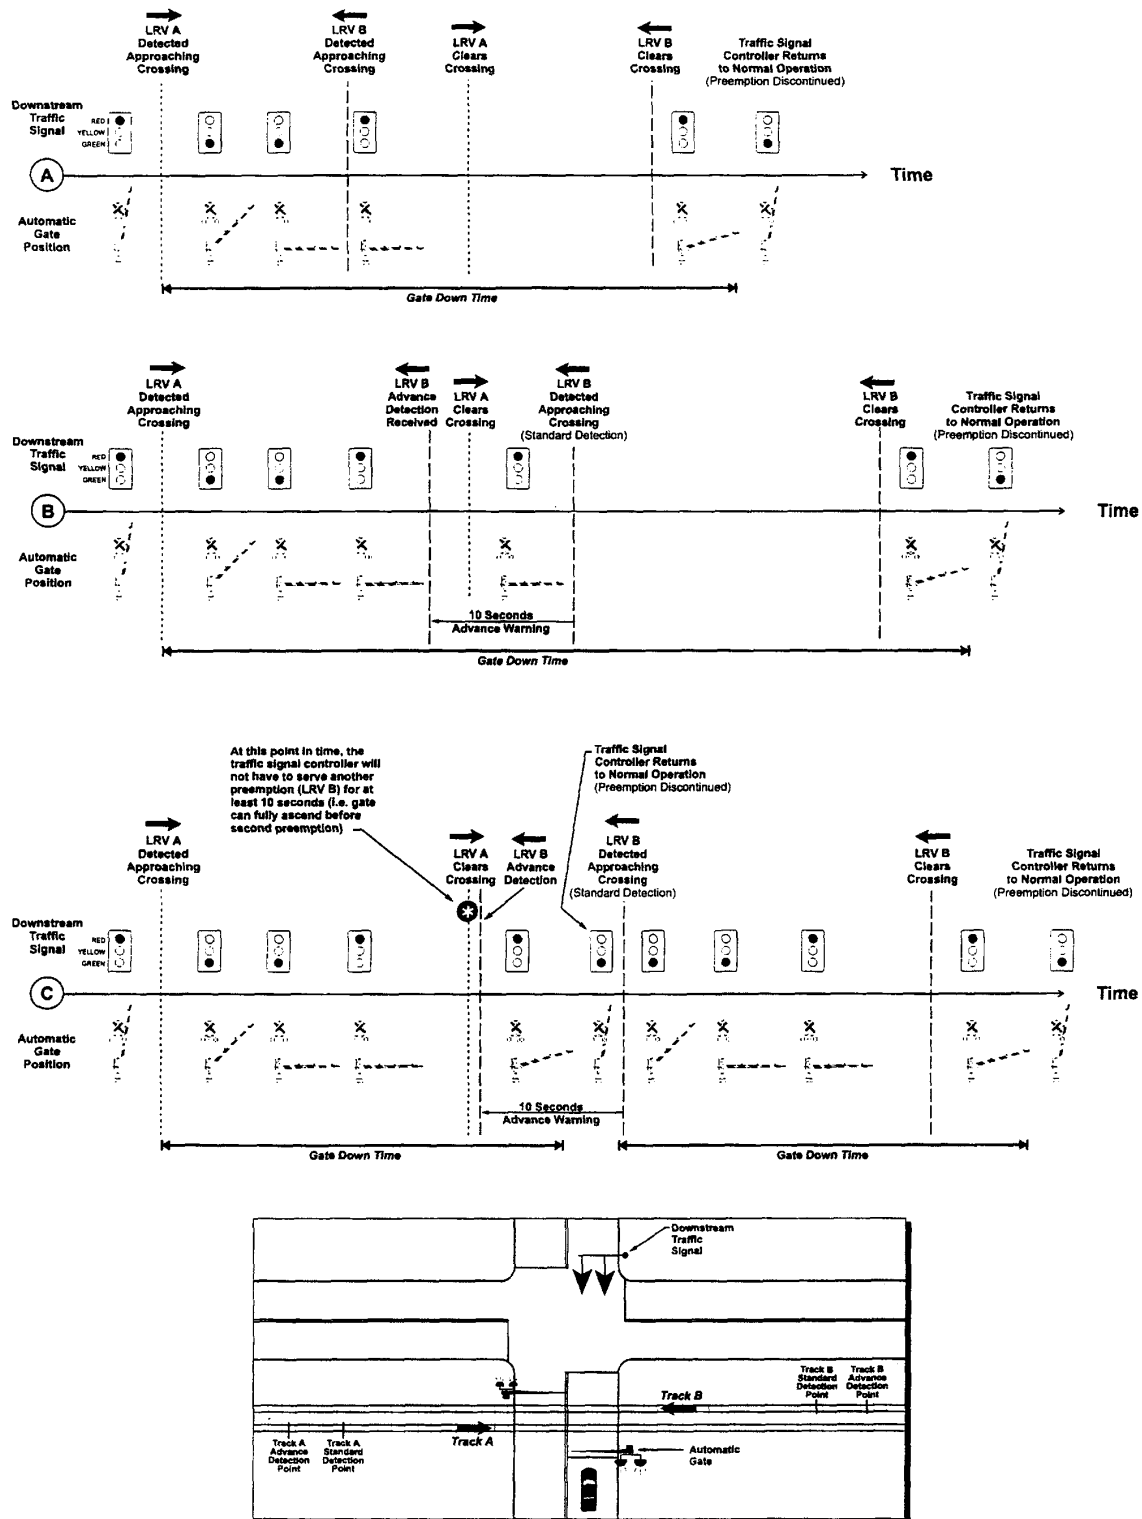 LRV A
Detected
Approaching
Crossing
LRV B
Detected
Approaching
Crossing
LRV A
Clears
Crossing
LRV B
Clears
Crossing
Traffic Signal
Controller Returns
to Normal Operation
(Preemption Discontinued)
Downstream
Traffic
Signal
RED
YELLOW
GREEN
A
Time
Automatic
Gate
Position
Gate Down Time
LRV A
Detected
Approaching
Crossing
LRV B
Advance
Detection
Received
LRV A
Clears
Crossing
LRV B
Detected
Approaching
Crossing
(Standard Detection)
LRV B
Clears
Crossing
Traffic Signal
Controller Returns
to Normal Operation
(Preemption Discontinued)
Downstream
Traffic
Signal
RED
YELLOW
GREEN
B
Time
Automatic
Gate
Position
10 Seconds
Advance Warning
Gate Down Time
At this point in time, the
traffic signal controller will
not have to serve another
preemption (LRV B) for at
least 10 seconds (i.e. gate
can fully ascend before
second preemption)
Traffic Signal
Controller Returns
to Normal Operation
(Preemption Discontinued)
LRV A
Detected
Approaching
Crossing
LRV A
Clears
Crossing
LRV B
Advance
Detection
LRV B
Detected
Approaching
Crossing
(Standard Detection)
LRV B
Clears
Crossing
Traffic Signal
Controller Returns
to Normal Operation
(Preemption Discontinued)
Downstream
Traffic
Signal
RED
YELLOW
GREEN
C
Time
Automatic
Gate
Position
10 Seconds
Advance Warning
Gate Down Time
Gate Down Time
Downstream
Traffic
Signal
Track B
Standard
Detection
Point
Track B
Advance
Detection
Point
Track B
Track A
Track A
Advance
Detection
Point
Track A
Standard
Detection
Point
Automatic
Gate